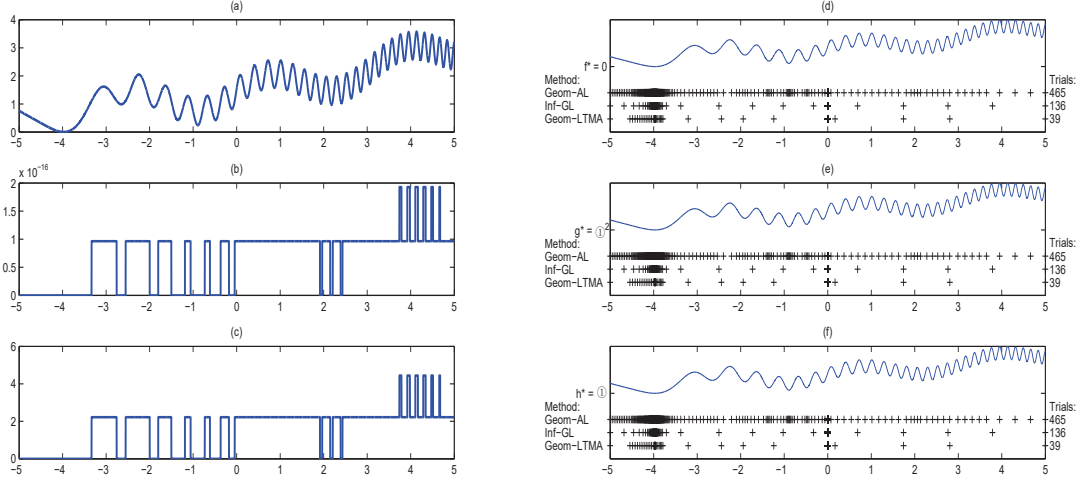 (a)
4
3
2
1
0
−5 −4 −3 −2 −1 0 1 2 3 4 5
(b)
x 10⁻¹⁶
2
1.5
1
0.5
0
−5 −4 −3 −2 −1 0 1 2 3 4 5
(c)
6
4
2
0
−5 −4 −3 −2 −1 0 1 2 3 4 5
(d)
f* = 0
Method: Trials:
Geom−AL 465
Inf−GL 136
Geom−LTMA 39
−5 −4 −3 −2 −1 0 1 2 3 4 5
(e)
g* = ①²
Method: Trials:
Geom−AL 465
Inf−GL 136
Geom−LTMA 39
−5 −4 −3 −2 −1 0 1 2 3 4 5
(f)
h* = ①
Method: Trials:
Geom−AL 465
Inf−GL 136
Geom−LTMA 39
−5 −4 −3 −2 −1 0 1 2 3 4 5